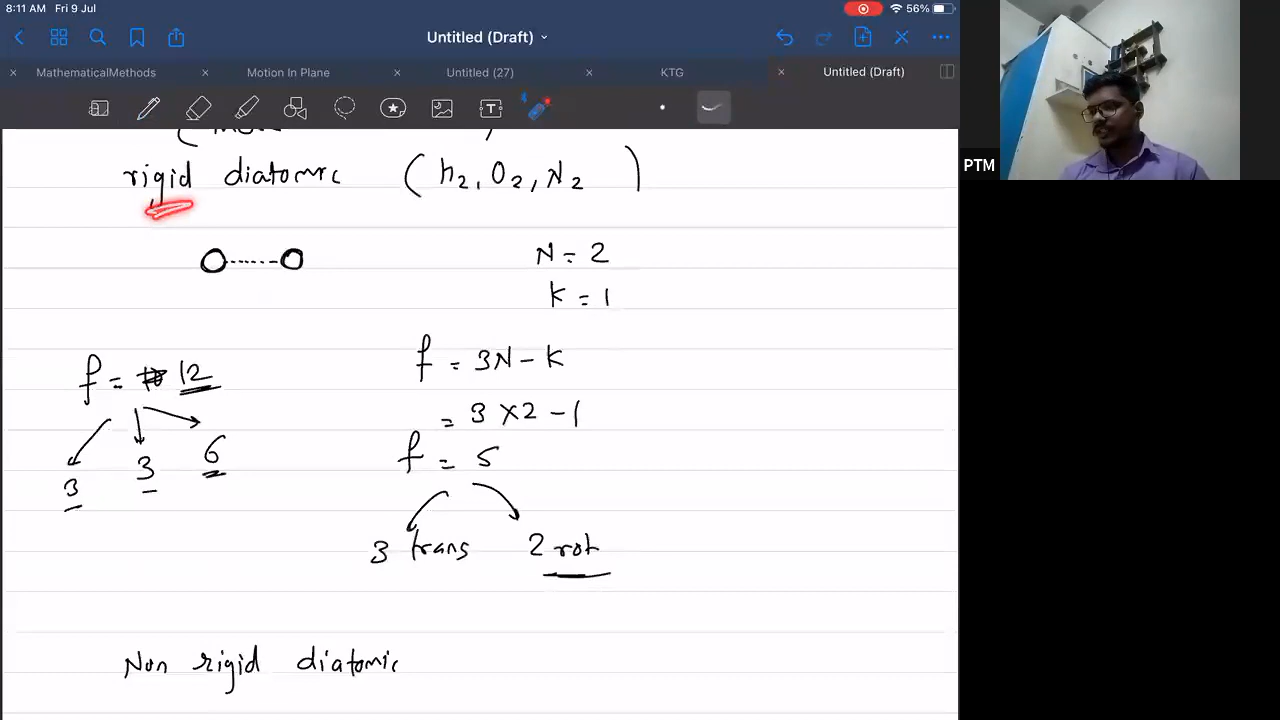 8:11 AM Fri 9 Jul
56%
Untitled (Draft)
MathematicalMethods
Motion In Plane
Untitled (27)
KTG
Untitled (Draft)
PTM
rigid diatomic ( h2, O2, N2 )
N = 2
K = 1
f = 12
3 3 6
f = 3N - K
= 3 × 2 - 1
f = 5
3 trans 2 rot
Non rigid diatomic